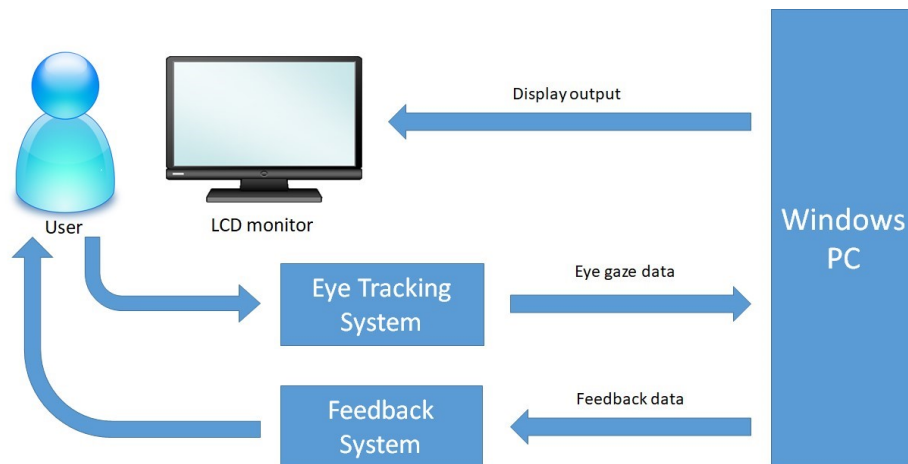 Display output
User
LCD monitor
Windows
PC
Eye Tracking
System
Eye gaze data
Feedback
System
Feedback data